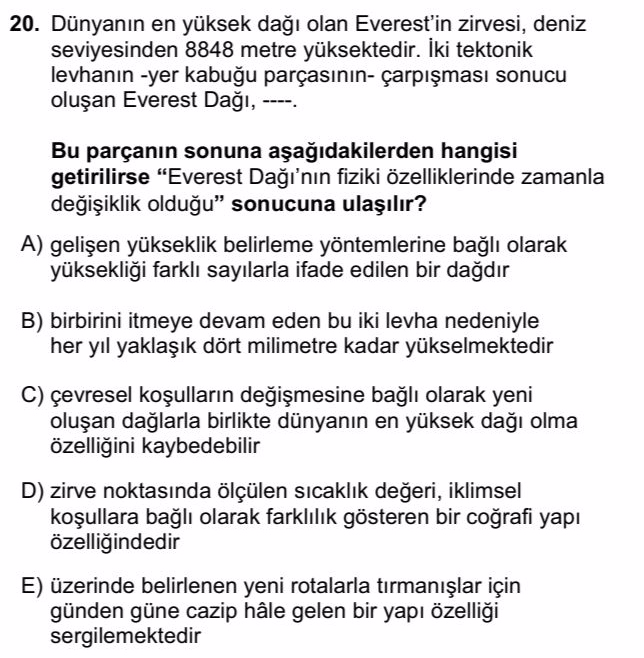 20. Dünyanın en yüksek dağı olan Everest’in zirvesi, deniz
seviyesinden 8848 metre yüksektedir. İki tektonik
levhanın -yer kabuğu parçasının- çarpışması sonucu
oluşan Everest Dağı, ----.
Bu parçanın sonuna aşağıdakilerden hangisi
getirilirse “Everest Dağı’nın fiziki özelliklerinde zamanla
değişiklik olduğu” sonucuna ulaşılır?
A) gelişen yükseklik belirleme yöntemlerine bağlı olarak
yüksekliği farklı sayılarla ifade edilen bir dağdır
B) birbirini itmeye devam eden bu iki levha nedeniyle
her yıl yaklaşık dört milimetre kadar yükselmektedir
C) çevresel koşulların değişmesine bağlı olarak yeni
oluşan dağlarla birlikte dünyanın en yüksek dağı olma
özelliğini kaybedebilir
D) zirve noktasında ölçülen sıcaklık değeri, iklimsel
koşullara bağlı olarak farklılık gösteren bir coğrafi yapı
özelliğindedir
E) üzerinde belirlenen yeni rotalarla tırmanışlar için
günden güne cazip hâle gelen bir yapı özelliği
sergilemektedir